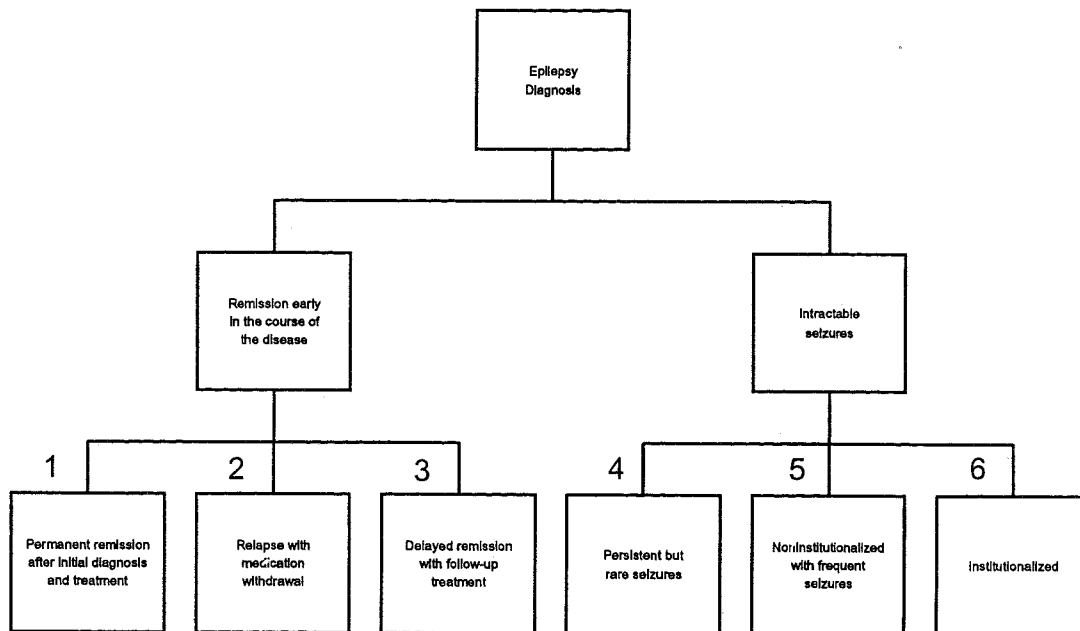 Epilepsy
Diagnosis
Remission early
in the course of
the disease
Intractable
seizures
1
2
3
4
5
6
Permanent remission
after initial diagnosis
and treatment
Relapse with
medication
withdrawal
Delayed remission
with follow-up
treatment
Persistent but
rare seizures
Noninstitutionalized
with frequent
seizures
Institutionalized